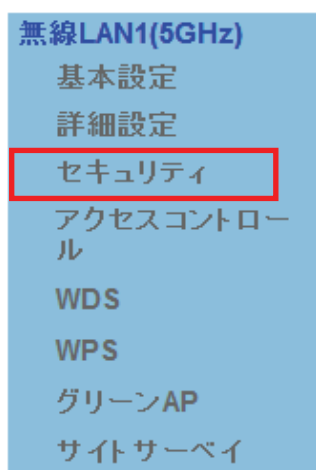 無線LAN1(5GHz)
基本設定
詳細設定
セキュリティ
アクセスコントロー
ル
WDS
WPS
グリーンAP
サイトサーベイ